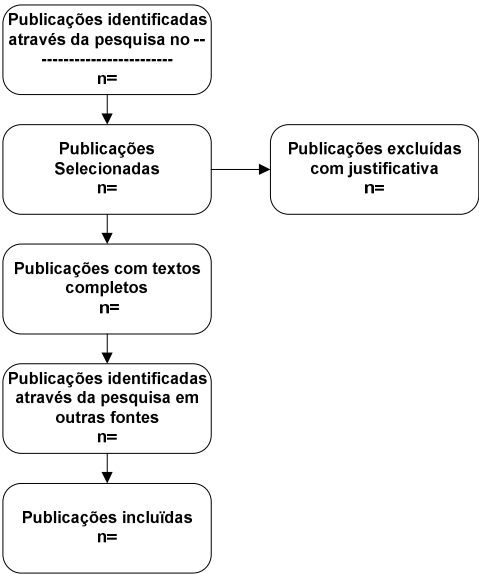 Publicações identificadas
através da pesquisa no --
------------------------
n=
Publicações
Selecionadas
n=
Publicações excluídas
com justificativa
n=
Publicações com textos
completos
n=
Publicações identificadas
através da pesquisa em
outras fontes
n=
Publicações incluïdas
n=